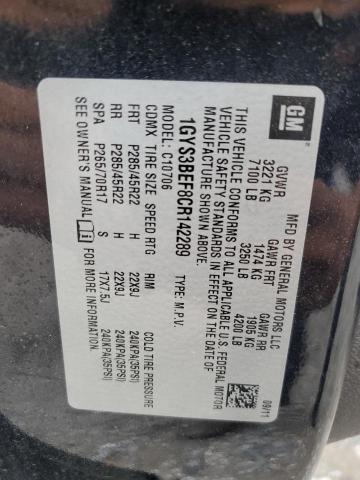 GM
MFD BY GENERAL MOTORS LLC
09/11
GVWR GAWR FRT GAWR RR
3221 KG 1474 KG 1905 KG
7100 LB 3250 LB 4200 LB
THIS VEHICLE CONFORMS TO ALL APPLICABLE U.S. FEDERAL MOTOR
VEHICLE SAFETY STANDARDS IN EFFECT ON THE DATE OF
MANUFACTURE SHOWN ABOVE.
1GYS3BEF8CR142289 TYPE: M.P.V.
C10706
CDMX TIRE SIZE SPEED RTG RIM COLD TIRE PRESSURE
FRT P285/45R22 H 22X9J 240KPA(35PSI)
RR P285/45R22 H 22X9J 240KPA(35PSI)
SPA P265/70R17 S 17X7.5J 240KPA(35PSI)
SEE OWNER'S MANUAL FOR MORE INFORMATION.